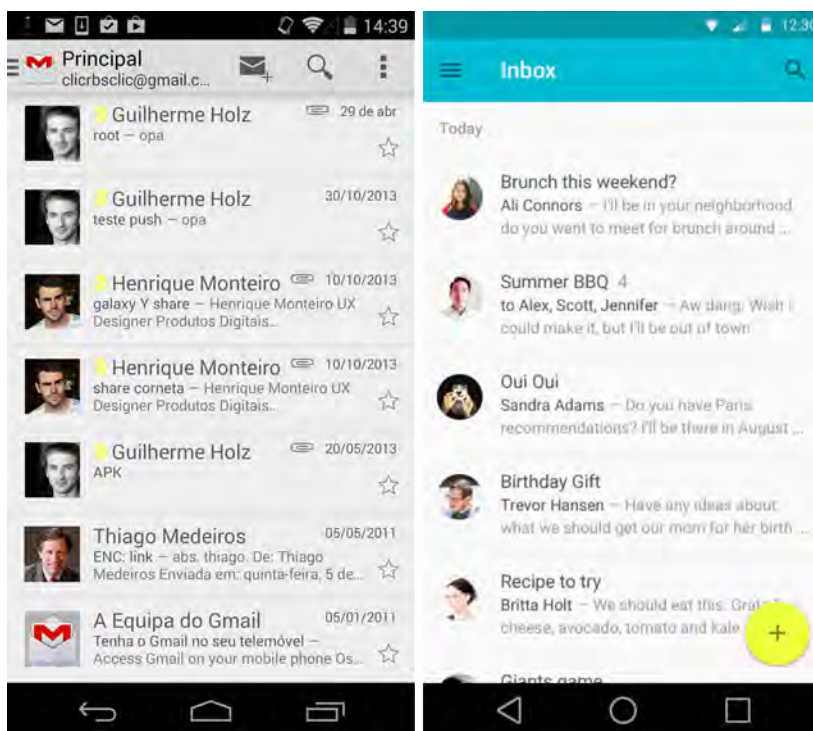 14:39
Principal
clicrbsclic@gmail.c...
Guilherme Holz 29 de abr
root – opa
Guilherme Holz 30/10/2013
teste push – opa
Henrique Monteiro 10/10/2013
galaxy Y share – Henrique Monteiro UX
Designer Produtos Digitais...
Henrique Monteiro 10/10/2013
share corneta – Henrique Monteiro UX
Designer Produtos Digitais...
Guilherme Holz 20/05/2013
APK
Thiago Medeiros 05/05/2011
ENC: link – abs. thiago. De: Thiago
Medeiros Enviada em: quinta-feira, 5 de...
A Equipa do Gmail 05/01/2011
Tenha o Gmail no seu telemóvel –
Access Gmail on your mobile phone Os...
12:30
Inbox
Today
Brunch this weekend?
Ali Connors – I'll be in your neighborhood
do you want to meet for brunch around ...
Summer BBQ 4
to Alex, Scott, Jennifer – Aw dang. Wish I
could make it, but I'll be out of town
Oui Oui
Sandra Adams – Do you have Paris
recommendations? I'll be there in August ...
Birthday Gift
Trevor Hansen – Have any ideas about
what we should get our mom for her birth ...
Recipe to try
Britta Holt – We should eat this:
cheese, avocado, tomato and kale
Giants game